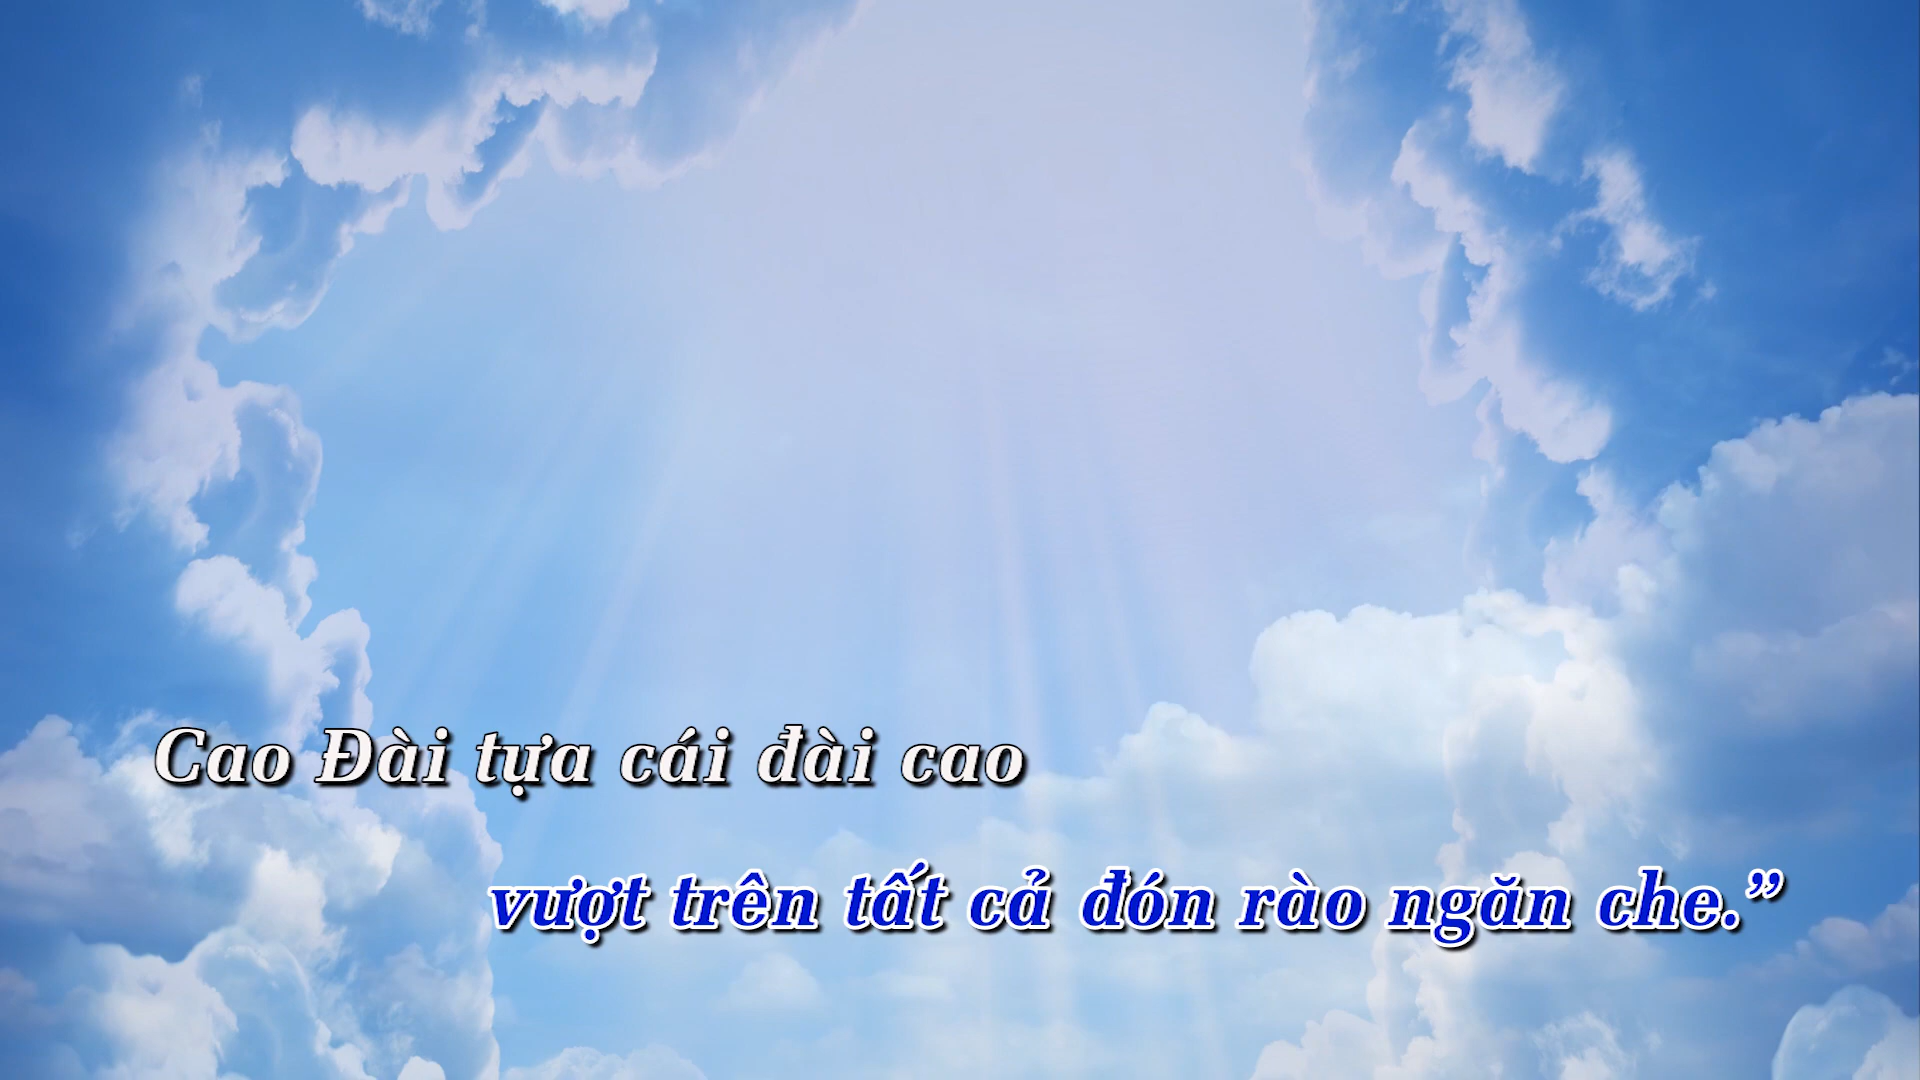 Cao Đài tựa cái đài cao
vượt trên tất cả đón rào ngăn che.”